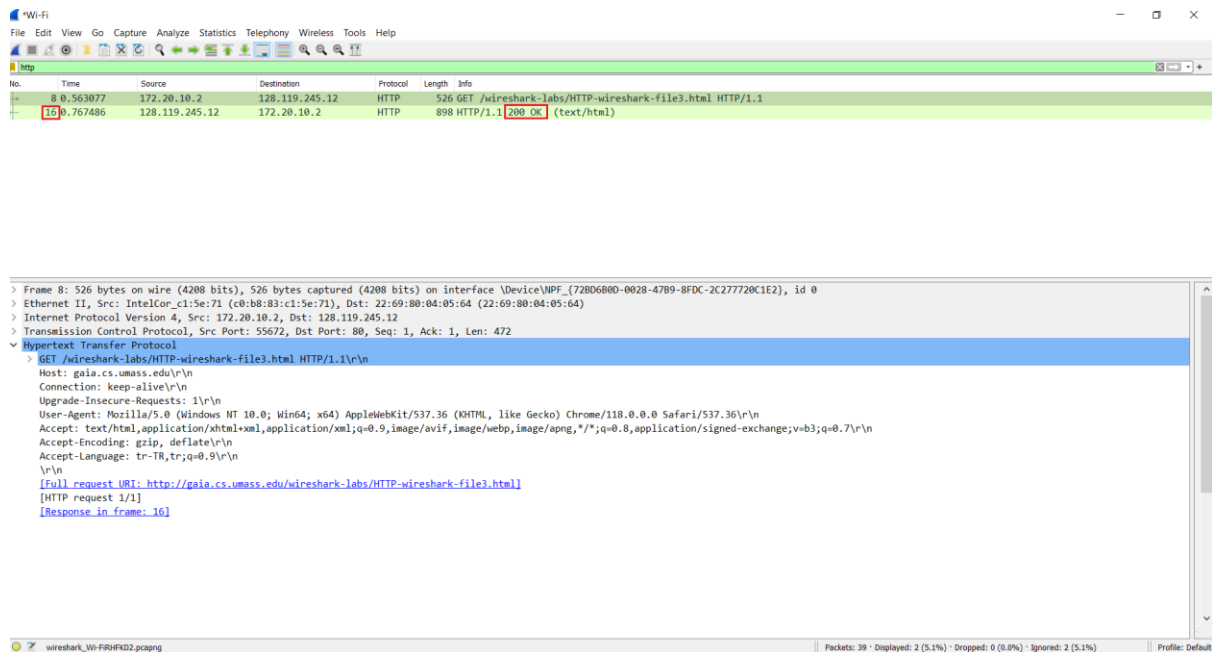 *Wi-Fi
File Edit View Go Capture Analyze Statistics Telephony Wireless Tools Help
http
No. Time Source Destination Protocol Length Info
8 0.563077 172.20.10.2 128.119.245.12 HTTP 526 GET /wireshark-labs/HTTP-wireshark-file3.html HTTP/1.1
16 0.767486 128.119.245.12 172.20.10.2 HTTP 898 HTTP/1.1 200 OK (text/html)
Frame 8: 526 bytes on wire (4208 bits), 526 bytes captured (4208 bits) on interface \Device\NPF_{72BD6B0D-0028-47B9-8FDC-2C277720C1E2}, id 0
Ethernet II, Src: IntelCor_c1:5e:71 (c0:b8:83:c1:5e:71), Dst: 22:69:80:04:05:64 (22:69:80:04:05:64)
Internet Protocol Version 4, Src: 172.20.10.2, Dst: 128.119.245.12
Transmission Control Protocol, Src Port: 55672, Dst Port: 80, Seq: 1, Ack: 1, Len: 472
Hypertext Transfer Protocol
GET /wireshark-labs/HTTP-wireshark-file3.html HTTP/1.1\r\n
Host: gaia.cs.umass.edu\r\n
Connection: keep-alive\r\n
Upgrade-Insecure-Requests: 1\r\n
User-Agent: Mozilla/5.0 (Windows NT 10.0; Win64; x64) AppleWebKit/537.36 (KHTML, like Gecko) Chrome/118.0.0.0 Safari/537.36\r\n
Accept: text/html,application/xhtml+xml,application/xml;q=0.9,image/avif,image/webp,image/apng,*/*;q=0.8,application/signed-exchange;v=b3;q=0.7\r\n
Accept-Encoding: gzip, deflate\r\n
Accept-Language: tr-TR,tr;q=0.9\r\n
\r\n
[Full request URI: http://gaia.cs.umass.edu/wireshark-labs/HTTP-wireshark-file3.html]
[HTTP request 1/1]
[Response in frame: 16]
wireshark_Wi-FiRHFKD2.pcapng Packets: 39 · Displayed: 2 (5.1%) · Dropped: 0 (0.0%) · Ignored: 2 (5.1%) Profile: Default